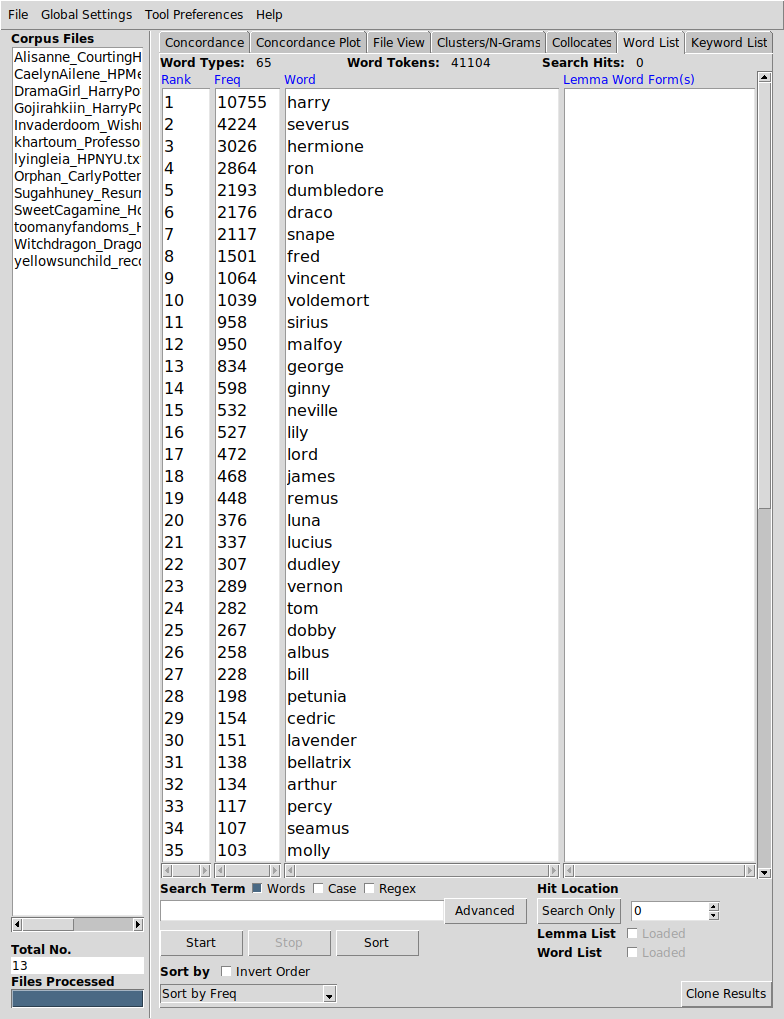 File Global Settings Tool Preferences Help
Corpus Files
Alisanne_CourtingH
CaelynAilene_HPMe
DramaGirl_HarryPo
Gojirahkiin_HarryPo
Invaderdoom_Wishr
khartoum_Professo
lyingleia_HPNYU.tx
Orphan_CarlyPotter
Sugahhuney_Resur
SweetCagamine_Ho
toomanyfandoms_H
Witchdragon_Drago
yellowsunchild_reco
Total No.
13
Files Processed
Concordance Concordance Plot File View Clusters/N-Grams Collocates Word List Keyword List
Word Types: 65 Word Tokens: 41104 Search Hits: 0
Rank Freq Word Lemma Word Form(s)
1 10755 harry
2 4224 severus
3 3026 hermione
4 2864 ron
5 2193 dumbledore
6 2176 draco
7 2117 snape
8 1501 fred
9 1064 vincent
10 1039 voldemort
11 958 sirius
12 950 malfoy
13 834 george
14 598 ginny
15 532 neville
16 527 lily
17 472 lord
18 468 james
19 448 remus
20 376 luna
21 337 lucius
22 307 dudley
23 289 vernon
24 282 tom
25 267 dobby
26 258 albus
27 228 bill
28 198 petunia
29 154 cedric
30 151 lavender
31 138 bellatrix
32 134 arthur
33 117 percy
34 107 seamus
35 103 molly
Search Term Words Case Regex Hit Location
Advanced Search Only 0
Start Stop Sort Lemma List Loaded
Word List Loaded
Sort by Invert Order
Sort by Freq Clone Results